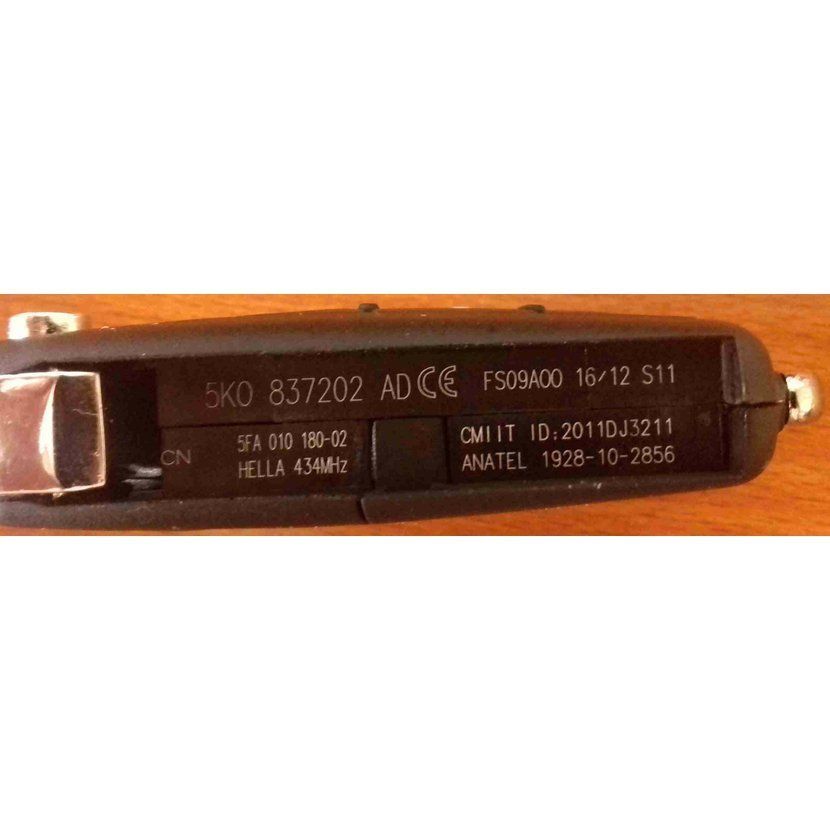 5K0 837202 AD CE FS09A00 16/12 S11
CN
5FA 010 180-02
HELLA 434MHz
CMIIT ID:2011DJ3211
ANATEL 1928-10-2856